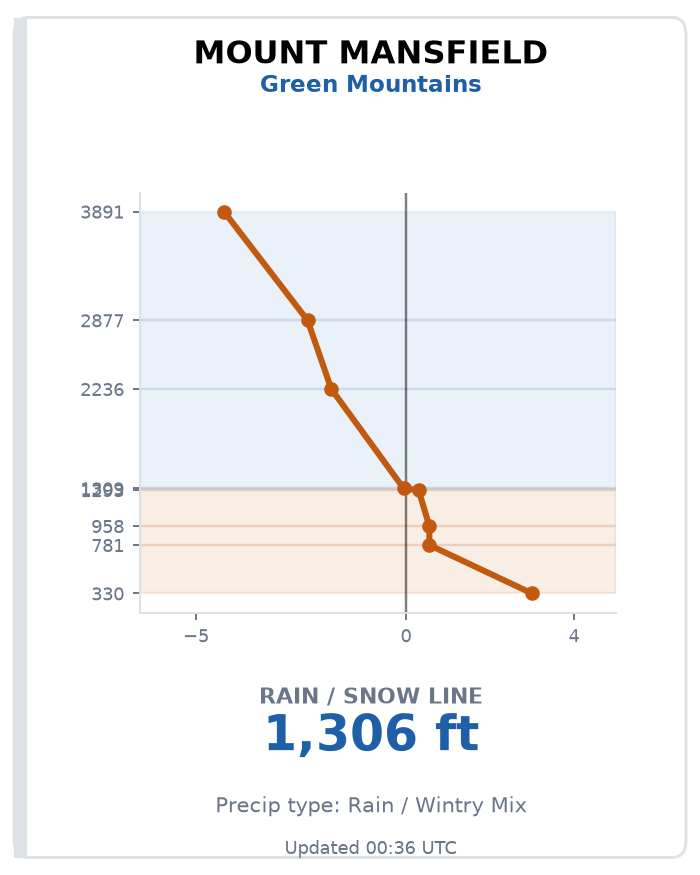 MOUNT MANSFIELD
Green Mountains
3891
2877
2236
958
781
330
−5 0 4
RAIN / SNOW LINE
1,306 ft
Precip type: Rain / Wintry Mix
Updated 00:36 UTC